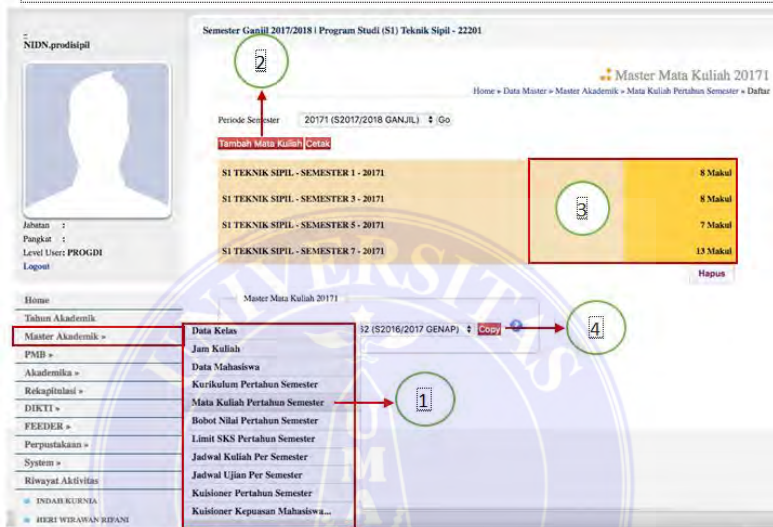 Semester Ganjil 2017/2018 | Program Studi (S1) Teknik Sipil - 22201
NIDN.prodisipil
2
Master Mata Kuliah 20171
Home » Data Master » Master Akademik » Mata Kuliah Pertahun Semester » Daftar
Periode Semester 20171 (S2017/2018 GANJIL) Go
Tambah Mata Kuliah Cetak
S1 TEKNIK SIPIL - SEMESTER 1 - 20171 8 Makul
S1 TEKNIK SIPIL - SEMESTER 3 - 20171 8 Makul
3
S1 TEKNIK SIPIL - SEMESTER 5 - 20171 7 Makul
S1 TEKNIK SIPIL - SEMESTER 7 - 20171 13 Makul
Hapus
Jabatan :
Pangkat :
Level User: PROGDI
Logout
Home
Tahun Akademik
Master Akademik »
PMB »
Akademika »
Rekapitulasi »
DIKTI »
FEEDER »
Perpustakaan »
System »
Riwayat Aktivitas
INDAH KURNIA
HERI WIRAWAN RIFANI
Master Mata Kuliah 20171
S2 (S2016/2017 GENAP) Copy
4
Data Kelas
Jam Kuliah
Data Mahasiswa
Kurikulum Pertahun Semester
Mata Kuliah Pertahun Semester
1
Bobot Nilai Pertahun Semester
Limit SKS Pertahun Semester
Jadwal Kuliah Per Semester
Jadwal Ujian Per Semester
Kuisioner Pertahun Semester
Kuisioner Kepuasan Mahasiswa...